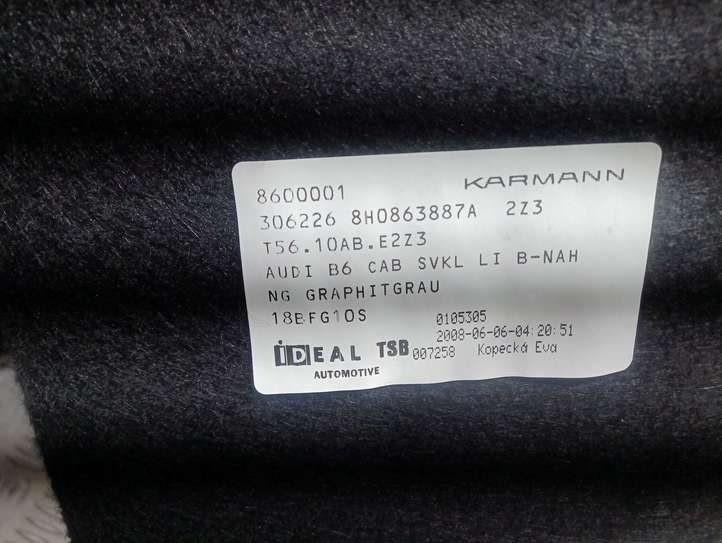 8600001 KARMANN
306226 8H0863887A 2Z3
T56.10AB.E2Z3
AUDI B6 CAB SVKL LI B-NAH
NG GRAPHITGRAU
18BFG10S 0105305
2008-06-06-04:20:51
iDEAL TSB 007258 Kopecká Eva
AUTOMOTIVE